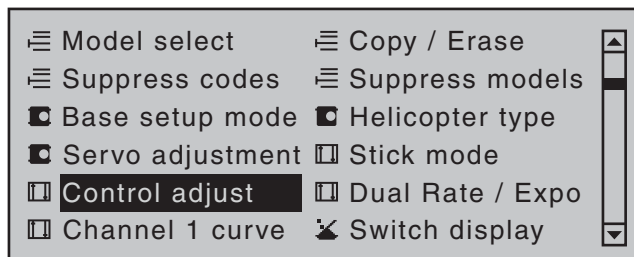 Model select Copy / Erase
Suppress codes Suppress models
Base setup mode Helicopter type
Servo adjustment Stick mode
Control adjust Dual Rate / Expo
Channel 1 curve Switch display